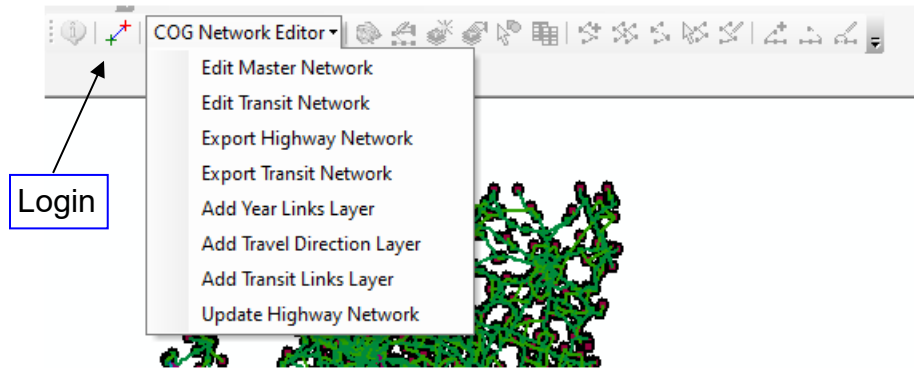 COG Network Editor
Edit Master Network
Edit Transit Network
Export Highway Network
Export Transit Network
Add Year Links Layer
Add Travel Direction Layer
Add Transit Links Layer
Update Highway Network
Login